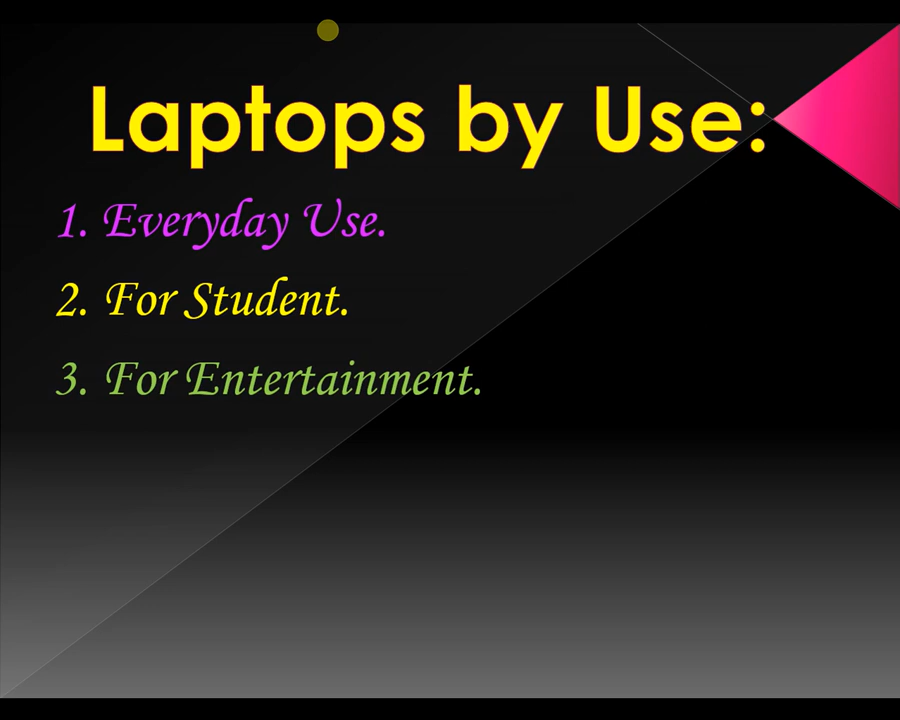 Laptops by Use:
1. Everyday Use.
2. For Student.
3. For Entertainment.